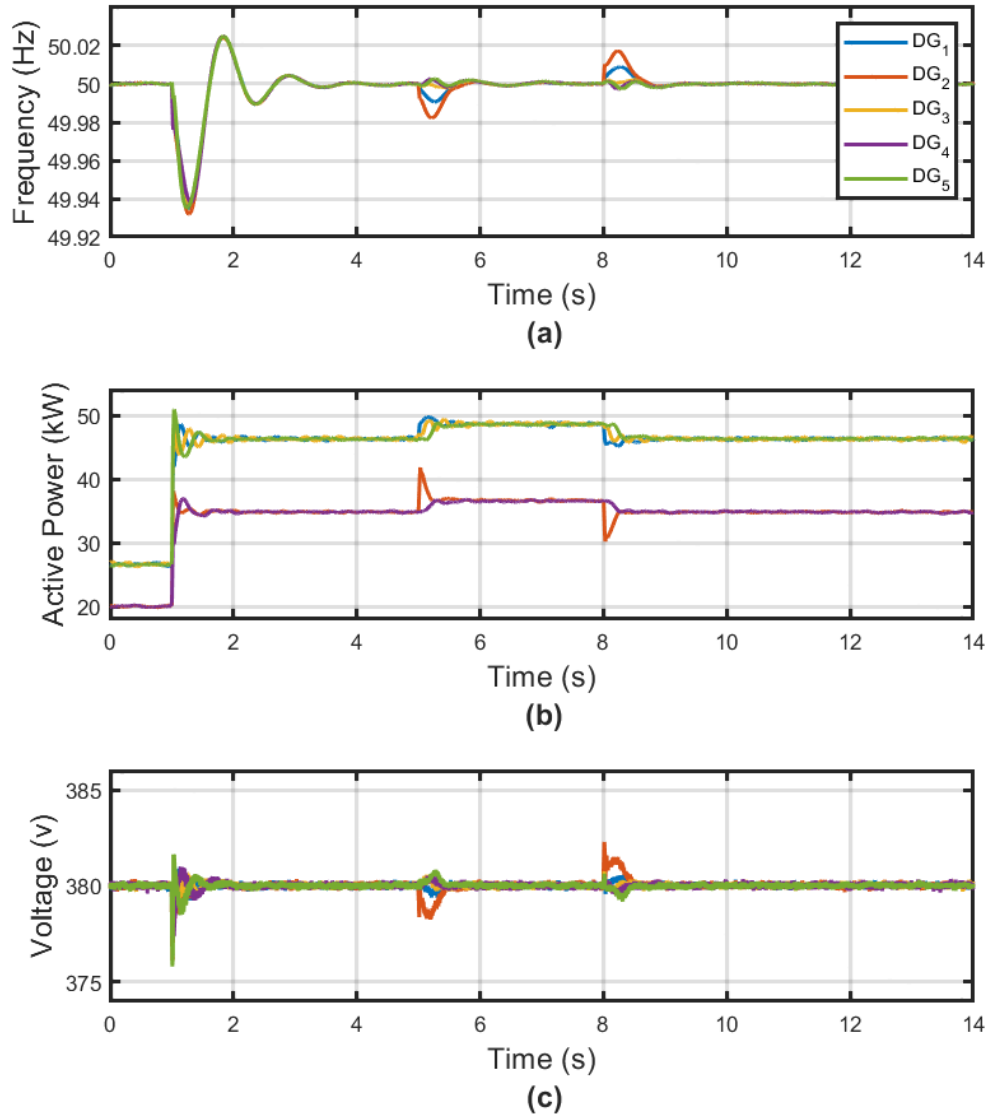 50.02
50
49.98
49.96
49.94
49.92
Frequency (Hz)
DG1
DG2
DG3
DG4
DG5
0 2 4 6 8 10 12 14
Time (s)
(a)
50
40
30
20
Active Power (kW)
0 2 4 6 8 10 12 14
Time (s)
(b)
385
380
375
Voltage (v)
0 2 4 6 8 10 12 14
Time (s)
(c)